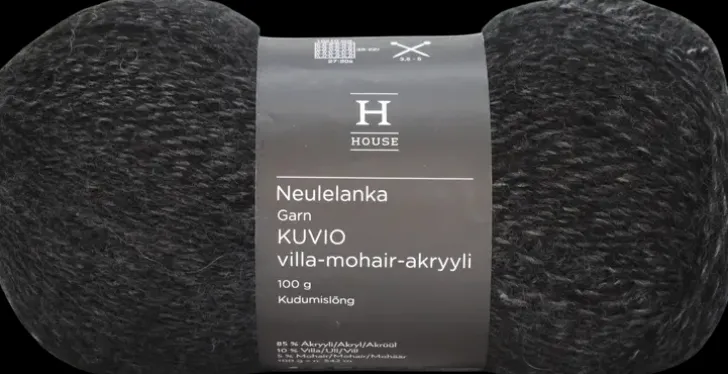 H
HOUSE
Neulelanka
Garn
KUVIO
villa-mohair-akryyli
100 g
Kudumislõng
85 % Akryyli/Akryl/Akrüül
10 % Villa/Ull/Vill
5 % Mohair/Mohair/Mohäär